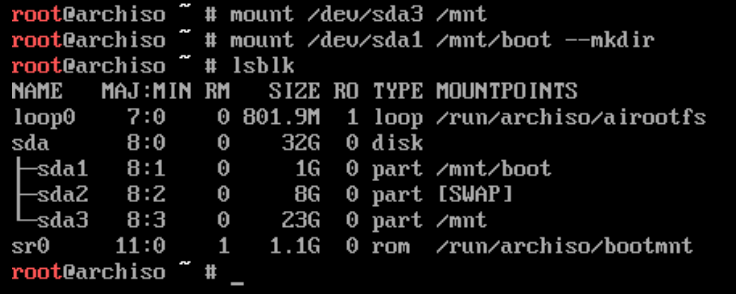 root@archiso ~ # mount /dev/sda3 /mnt
root@archiso ~ # mount /dev/sda1 /mnt/boot --mkdir
root@archiso ~ # lsblk
NAME   MAJ:MIN RM   SIZE RO TYPE MOUNTPOINTS
loop0    7:0    0 801.9M  1 loop /run/archiso/airootfs
sda      8:0    0    32G  0 disk
├─sda1   8:1    0     1G  0 part /mnt/boot
├─sda2   8:2    0     8G  0 part [SWAP]
└─sda3   8:3    0    23G  0 part /mnt
sr0     11:0    1   1.1G  0 rom  /run/archiso/bootmnt
root@archiso ~ # _